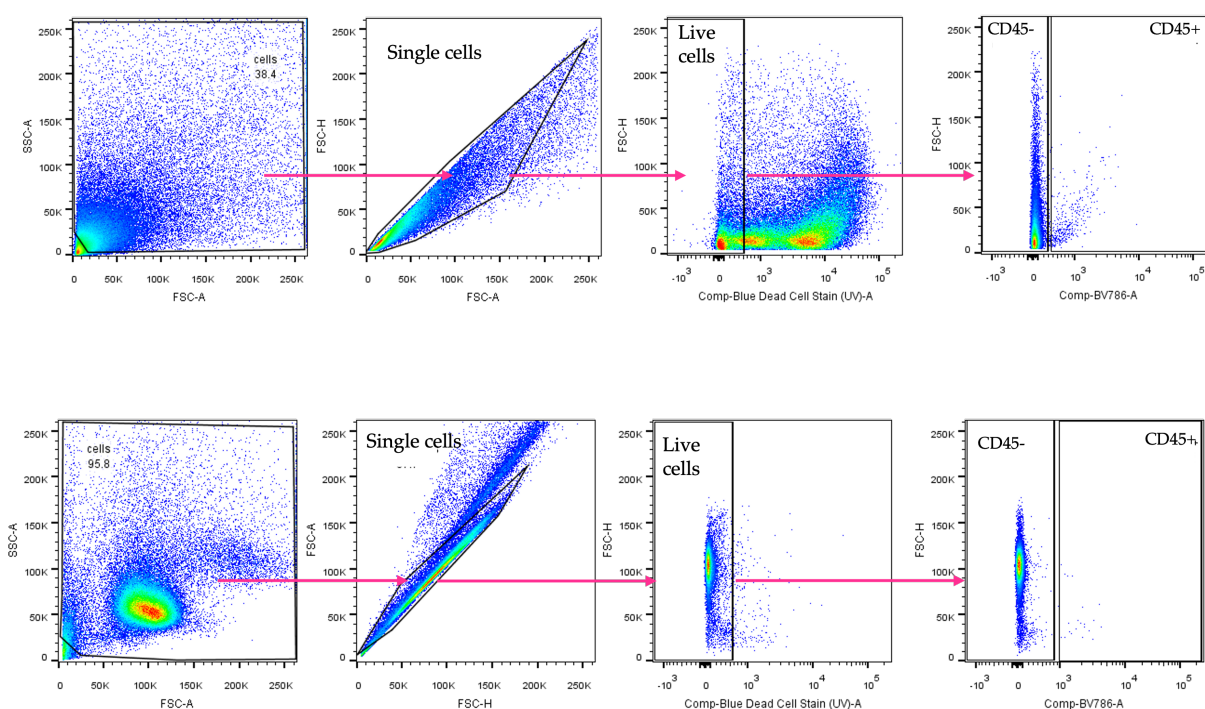 Single cells
Live
cells
CD45-
CD45+
cells
38.4
250K
200K
150K
100K
50K
0
SSC-A
0
50K
100K
150K
200K
250K
FSC-A
250K
200K
150K
100K
50K
0
FSC-H
0
50K
100K
150K
200K
250K
FSC-A
250K
200K
150K
100K
50K
0
FSC-H
-10³
0
10³
10⁴
10⁵
Comp-Blue Dead Cell Stain (UV)-A
250K
200K
150K
100K
50K
0
FSC-H
-10³
0
10³
10⁴
10⁵
Comp-BV786-A
cells
95.8
Single cells
Live
cells
CD45-
CD45+
250K
200K
150K
100K
50K
0
SSC-A
0
50K
100K
150K
200K
250K
FSC-A
250K
200K
150K
100K
50K
0
FSC-A
0
50K
100K
150K
200K
250K
FSC-H
250K
200K
150K
100K
50K
0
FSC-H
-10³
0
10³
10⁴
10⁵
Comp-Blue Dead Cell Stain (UV)-A
250K
200K
150K
100K
50K
0
FSC-H
-10³
0
10³
10⁴
10⁵
Comp-BV786-A